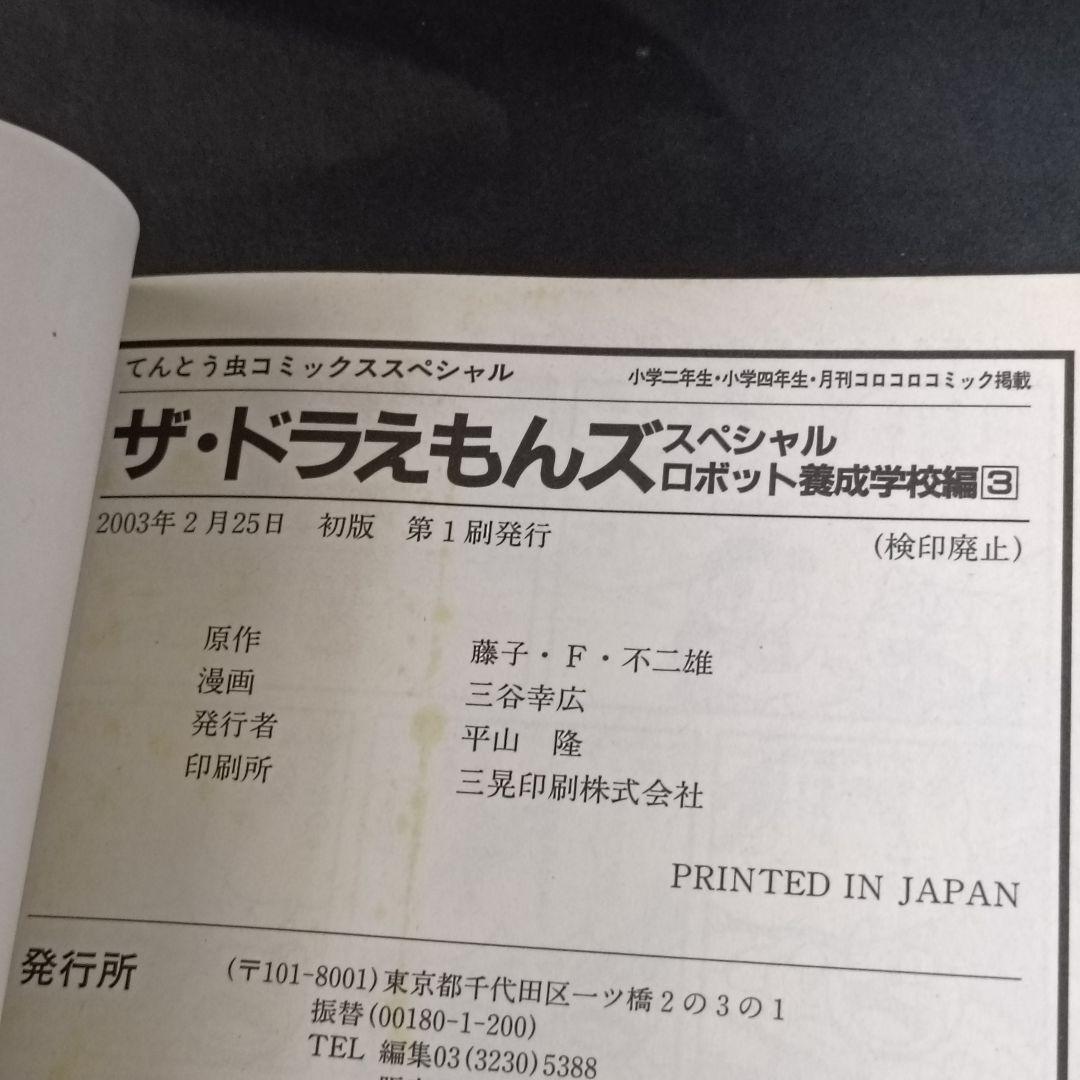 てんとう虫コミックススペシャル
小学二年生・小学四年生・月刊コロコロコミック掲載
ザ・ドラえもんズスペシャル
ロボット養成学校編3
2003年2月25日 初版 第1刷発行
(検印廃止)
原作 藤子・F・不二雄
漫画 三谷幸広
発行者 平山 隆
印刷所 三晃印刷株式会社
PRINTED IN JAPAN
発行所 (〒101-8001)東京都千代田区一ツ橋2の3の1
振替(00180-1-200)
TEL 編集03(3230)5388